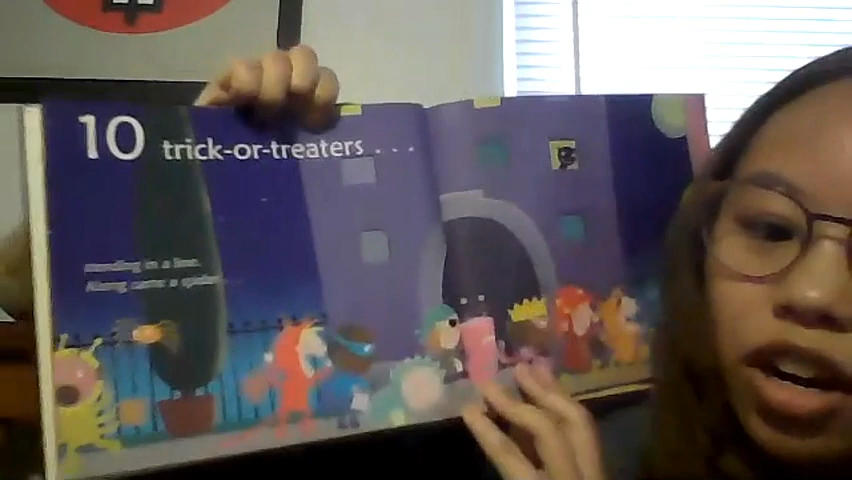 10 trick-or-treaters . . .
standing in a line.
Along came a spider . . .